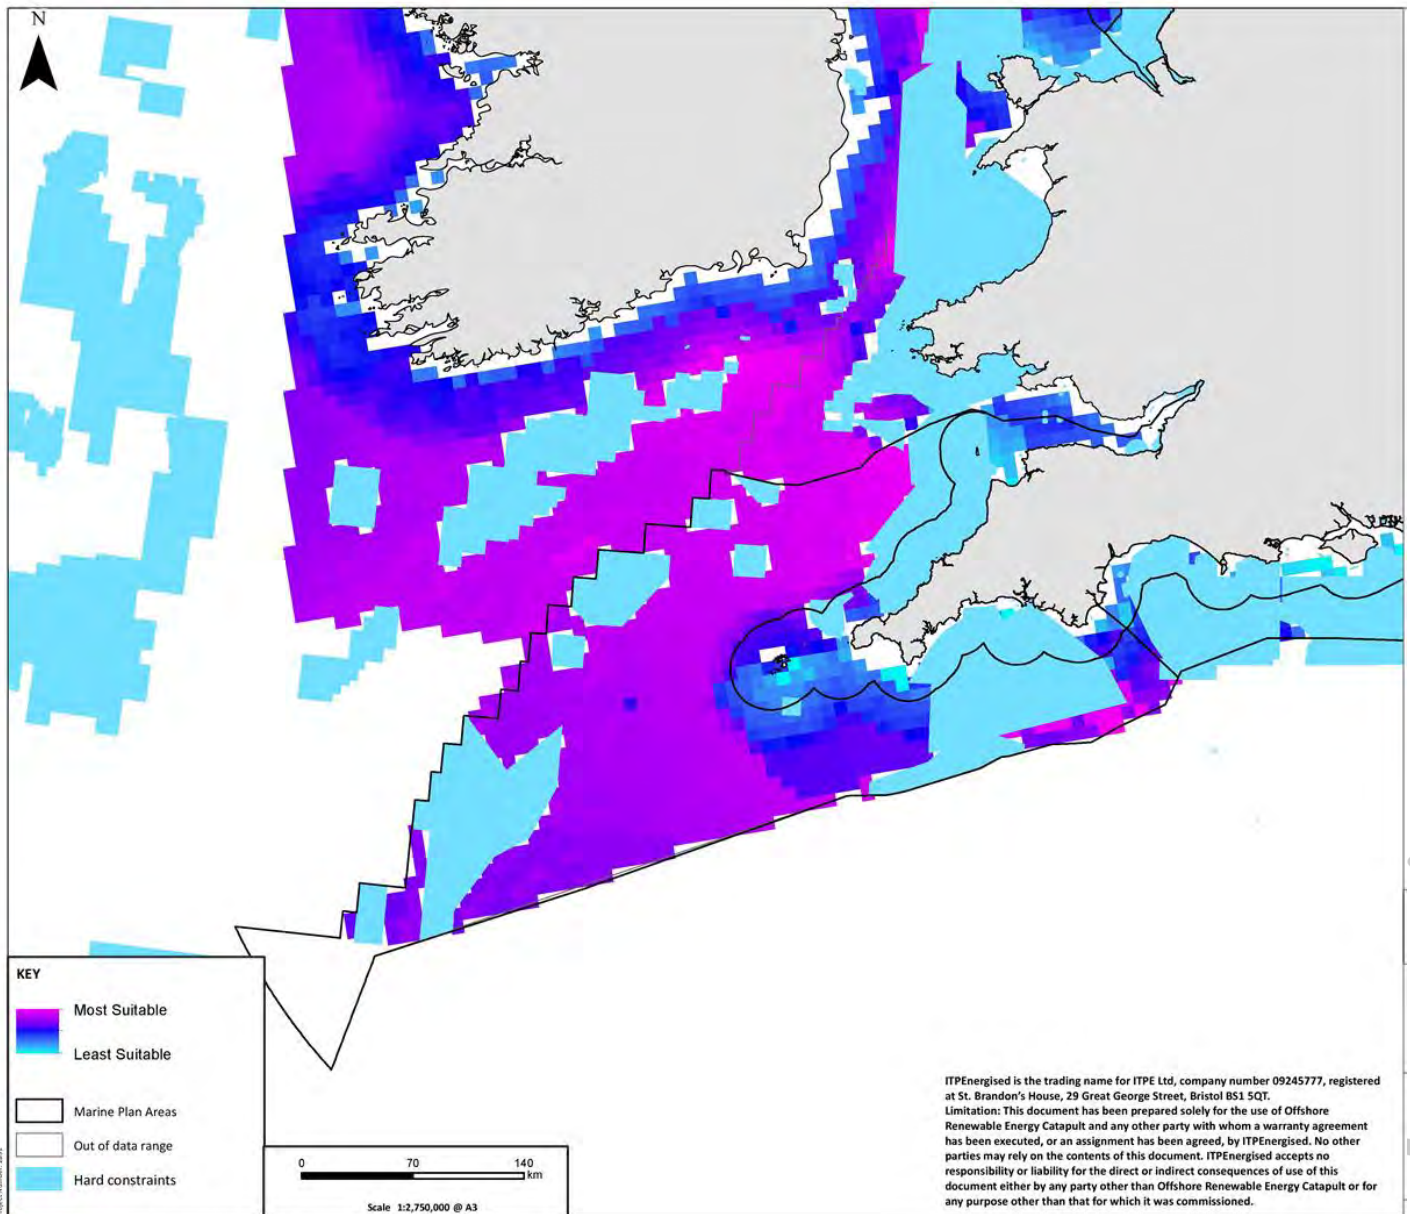 N
KEY
Most Suitable
Least Suitable
Marine Plan Areas
Out of data range
Hard constraints
0 70 140
km
Scale 1:2,750,000 @ A3
ITPEnergised is the trading name for ITPE Ltd, company number 09245777, registered
at St. Brandon's House, 29 Great George Street, Bristol BS1 5QT.
Limitation: This document has been prepared solely for the use of Offshore
Renewable Energy Catapult and any other party with whom a warranty agreement
has been executed, or an assignment has been agreed, by ITPEnergised. No other
parties may rely on the contents of this document. ITPEnergised accepts no
responsibility or liability for the direct or indirect consequences of use of this
document either by any party other than Offshore Renewable Energy Catapult or for
any purpose other than that for which it was commissioned.